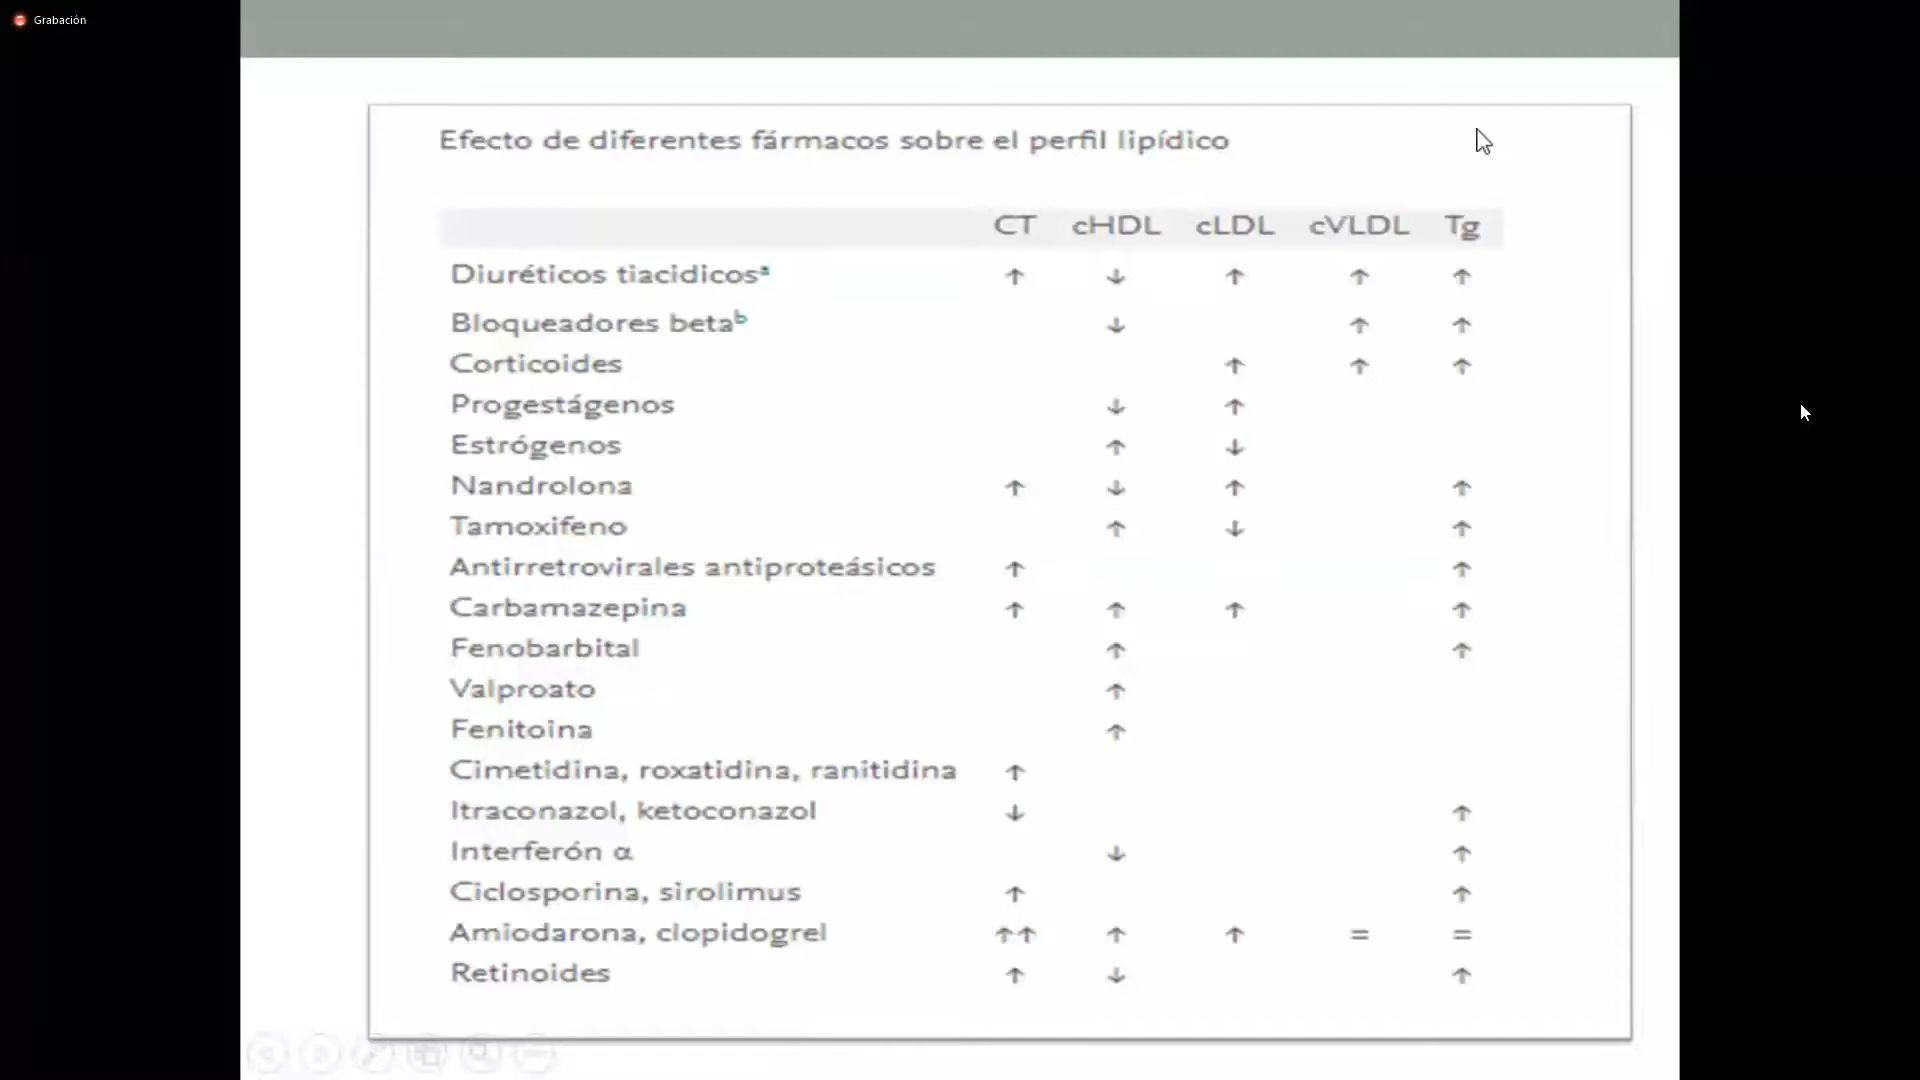 Grabación
Efecto de diferentes fármacos sobre el perfil lipídico
CT cHDL cLDL cVLDL Tg
Diuréticos tiacidicosª ↑ ↓ ↑ ↑ ↑
Bloqueadores betaᵇ ↓ ↑ ↑
Corticoides ↑ ↑ ↑
Progestágenos ↓ ↑
Estrógenos ↑ ↓
Nandrolona ↑ ↓ ↑ ↑
Tamoxifeno ↑ ↓ ↑
Antirretrovirales antiproteásicos ↑ ↑
Carbamazepina ↑ ↑ ↑ ↑
Fenobarbital ↑ ↑
Valproato ↑
Fenitoina ↑
Cimetidina, roxatidina, ranitidina ↑
Itraconazol, ketoconazol ↓ ↑
Interferón α ↓ ↑
Ciclosporina, sirolimus ↑ ↑
Amiodarona, clopidogrel ↑↑ ↑ ↑ = =
Retinoides ↑ ↓ ↑